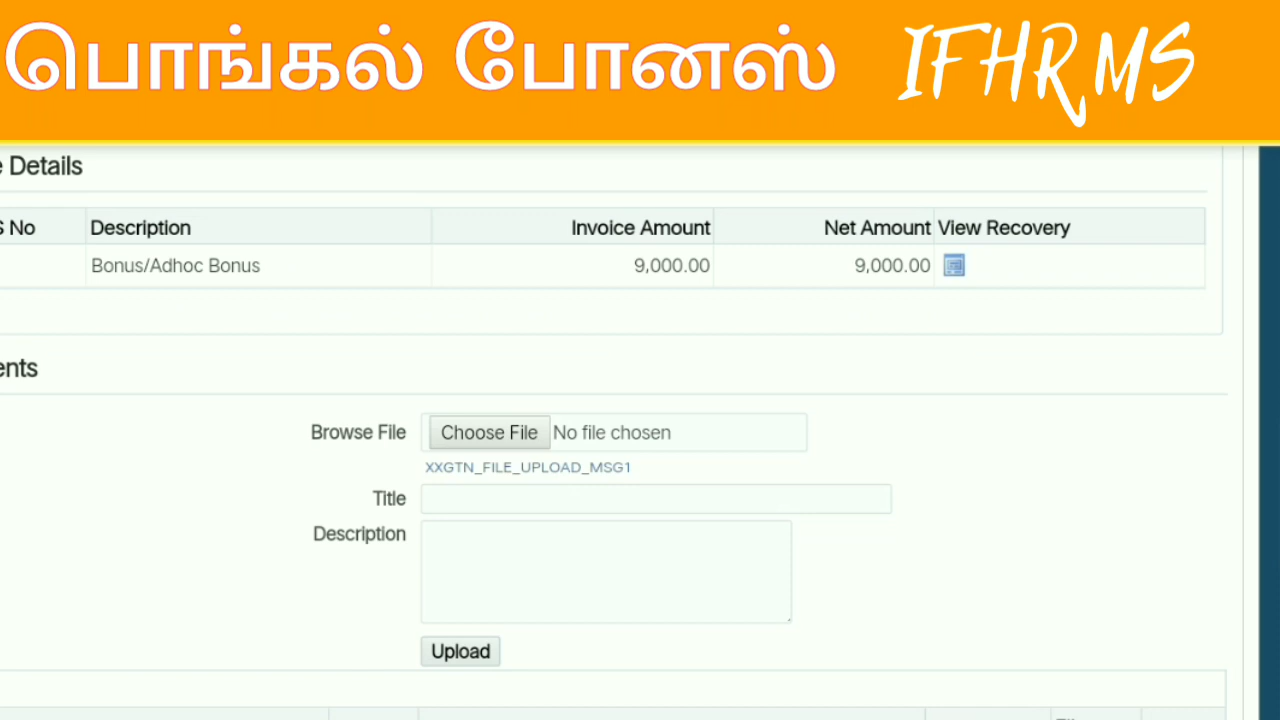 பொங்கல் போனஸ் IFHRMS
e Details
S No Description Invoice Amount Net Amount View Recovery
Bonus/Adhoc Bonus 9,000.00 9,000.00
ents
Browse File Choose File No file chosen
XXGTN_FILE_UPLOAD_MSG1
Title
Description
Upload